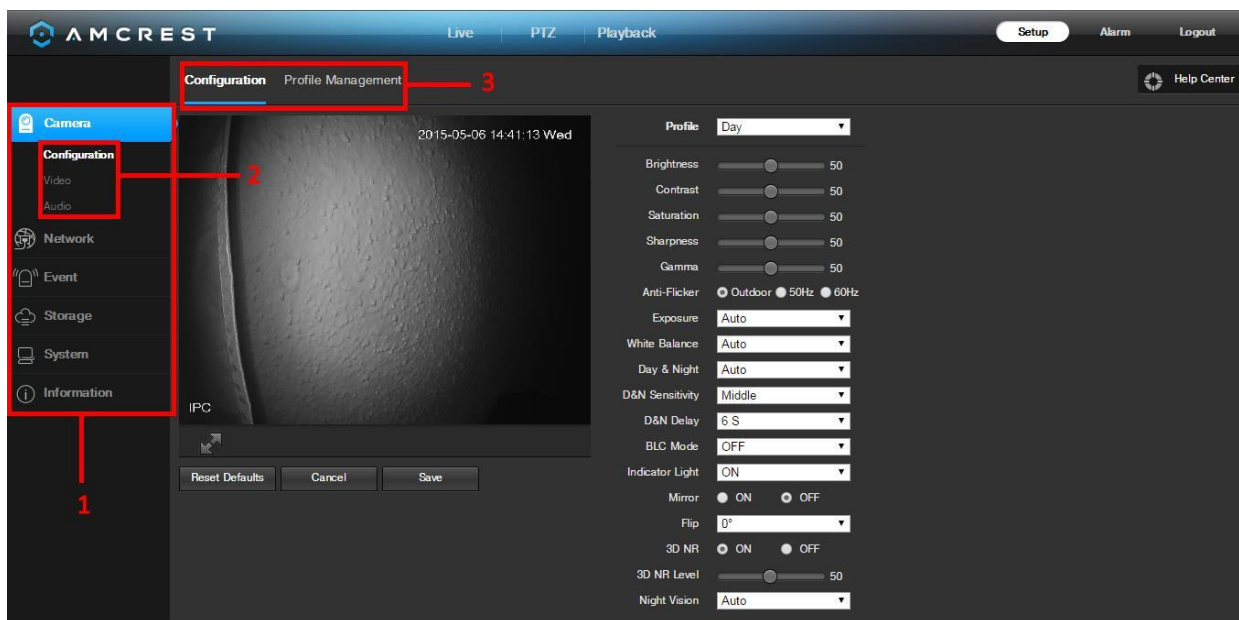 AMCREST
Live PTZ Playback
Setup Alarm Logout
Configuration Profile Management 3
Help Center
Camera
Configuration
Video
Audio
2
Network
Event
Storage
System
Information
1
2015-05-06 14:41:13 Wed
IPC
Reset Defaults Cancel Save
Profile Day
Brightness 50
Contrast 50
Saturation 50
Sharpness 50
Gamma 50
Anti-Flicker Outdoor 50Hz 60Hz
Exposure Auto
White Balance Auto
Day & Night Auto
D&N Sensitivity Middle
D&N Delay 6 S
BLC Mode OFF
Indicator Light ON
Mirror ON OFF
Flip 0°
3D NR ON OFF
3D NR Level 50
Night Vision Auto